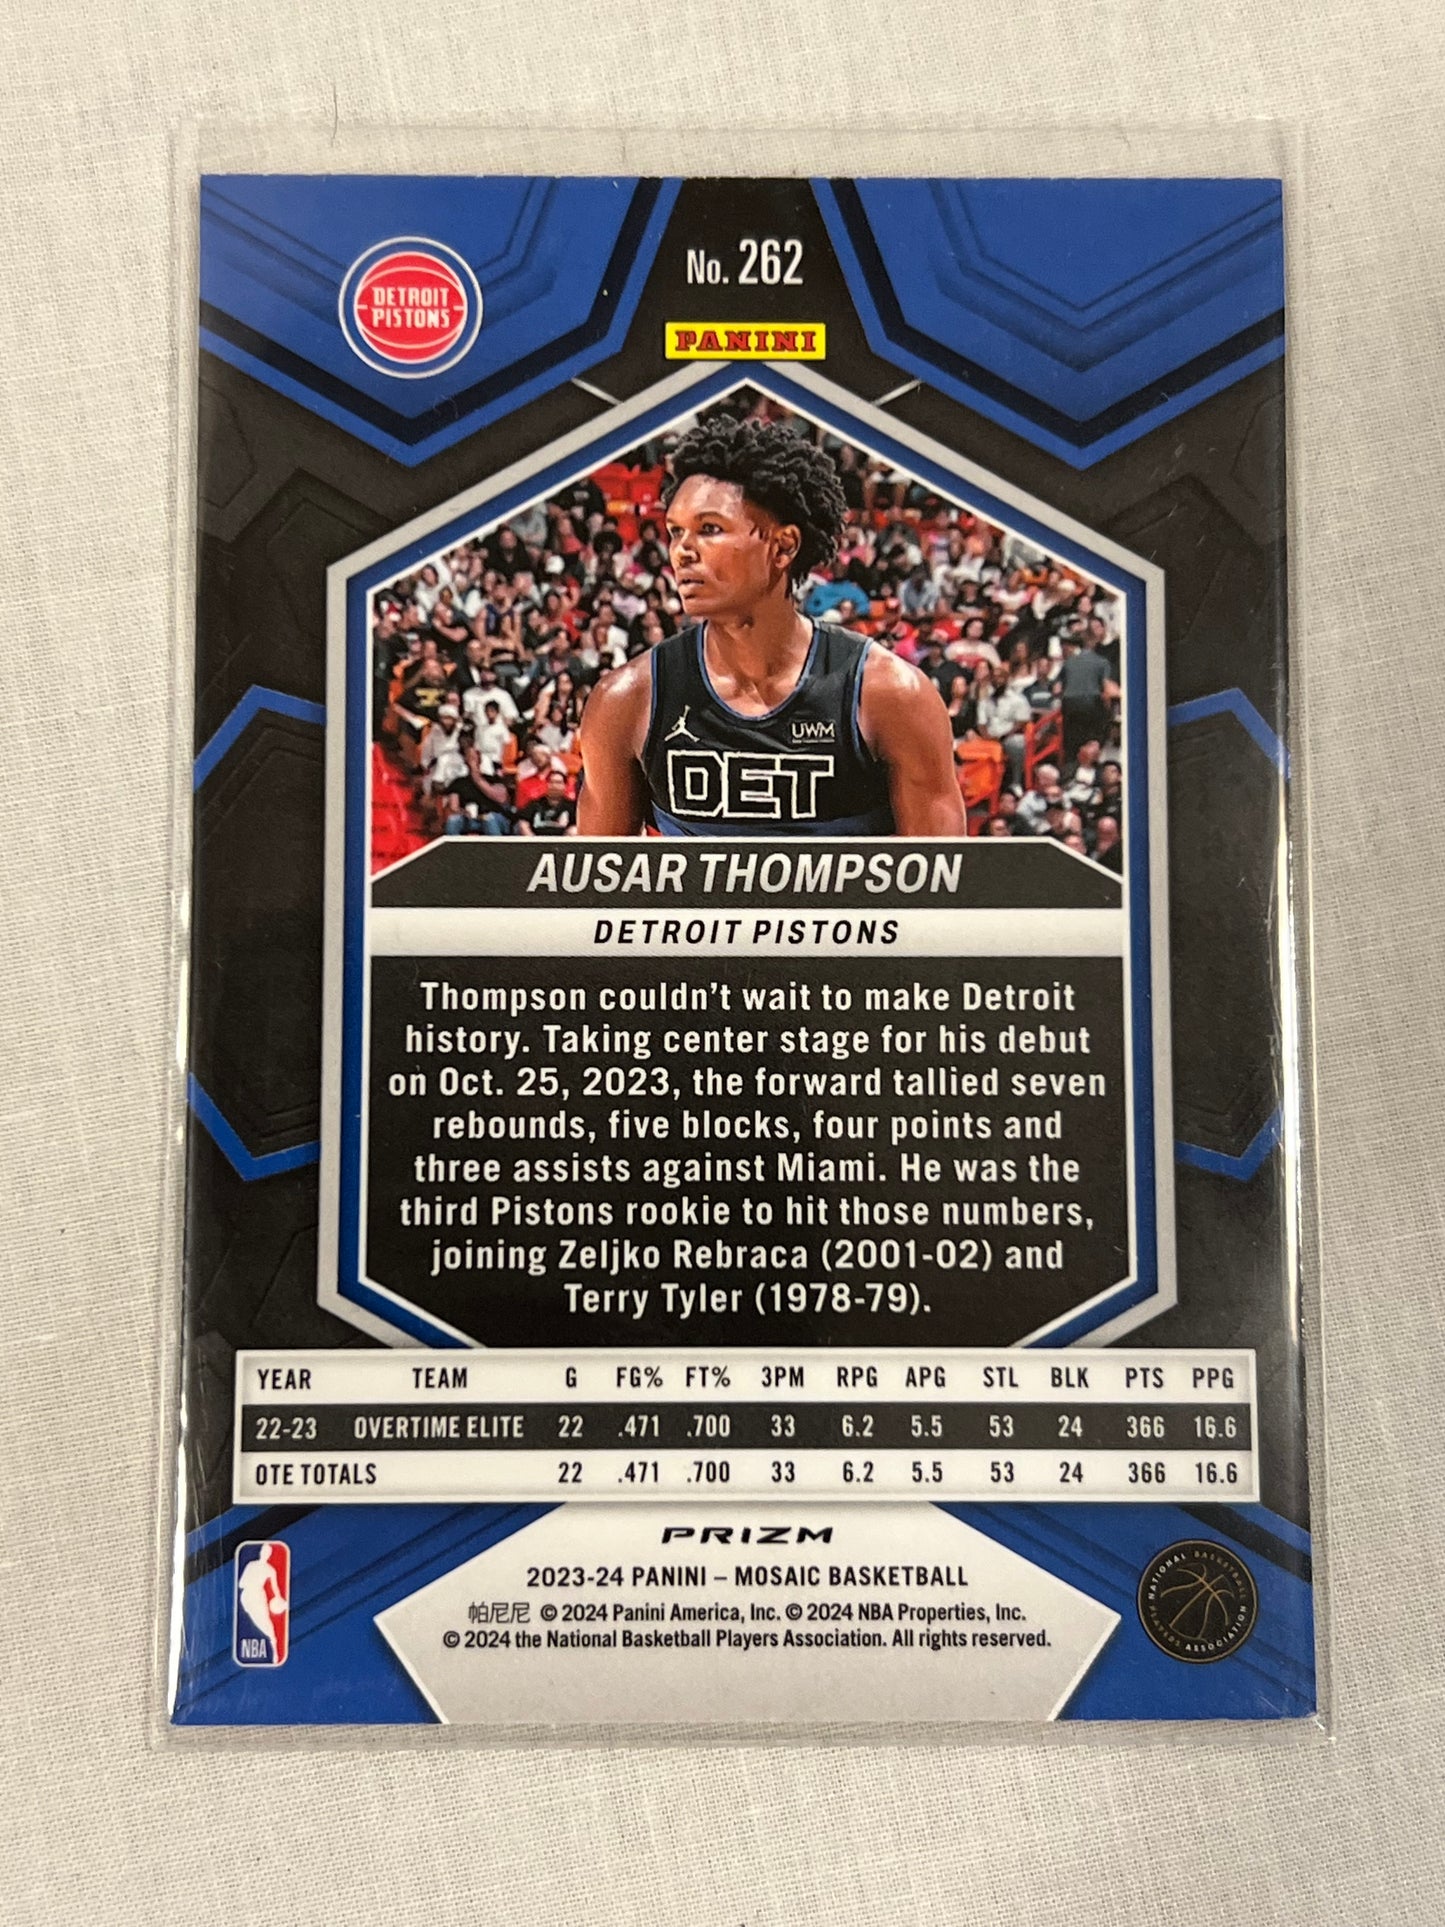 No. 262
DETROIT
PISTONS
PANINI
UWM
DET
AUSAR THOMPSON
DETROIT PISTONS
Thompson couldn't wait to make Detroit
history. Taking center stage for his debut
on Oct. 25, 2023, the forward tallied seven
rebounds, five blocks, four points and
three assists against Miami. He was the
third Pistons rookie to hit those numbers,
joining Zeljko Rebraca (2001-02) and
Terry Tyler (1978-79).
YEAR TEAM G FG% FT% 3PM RPG APG STL BLK PTS PPG
22-23 OVERTIME ELITE 22 .471 .700 33 6.2 5.5 53 24 366 16.6
OTE TOTALS 22 .471 .700 33 6.2 5.5 53 24 366 16.6
PRIZM
2023-24 PANINI – MOSAIC BASKETBALL
帕尼尼 © 2024 Panini America, Inc. © 2024 NBA Properties, Inc.
© 2024 the National Basketball Players Association. All rights reserved.
NBA
NATIONAL BASKETBALL
PLAYERS ASSOCIATION